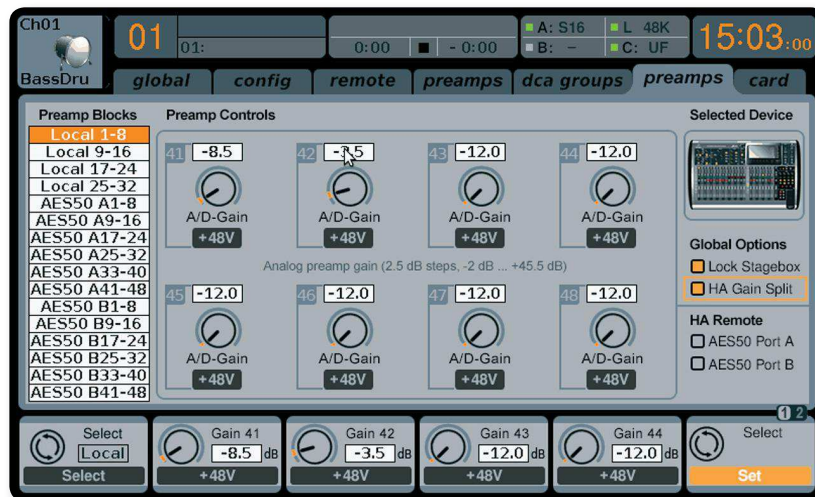 Ch01
BassDru
01
01:
0:00 - 0:00
A: S16 L 48K
B: - C: UF
15:03:00
global config remote preamps dca groups preamps card
Preamp Blocks
Local 1-8
Local 9-16
Local 17-24
Local 25-32
AES50 A1-8
AES50 A9-16
AES50 A17-24
AES50 A25-32
AES50 A33-40
AES50 A41-48
AES50 B1-8
AES50 B9-16
AES50 B17-24
AES50 B25-32
AES50 B33-40
AES50 B41-48
Preamp Controls
41 -8.5 42 -3.5 43 -12.0 44 -12.0
A/D-Gain A/D-Gain A/D-Gain A/D-Gain
+48V +48V +48V +48V
Analog preamp gain (2.5 dB steps, -2 dB ... +45.5 dB)
45 -12.0 46 -12.0 47 -12.0 48 -12.0
A/D-Gain A/D-Gain A/D-Gain A/D-Gain
+48V +48V +48V +48V
Selected Device
Global Options
Lock Stagebox
HA Gain Split
HA Remote
AES50 Port A
AES50 Port B
1 2
Select
Local
Select
Gain 41
-8.5 dB
+48V
Gain 42
-3.5 dB
+48V
Gain 43
-12.0 dB
+48V
Gain 44
-12.0 dB
+48V
Select
Set